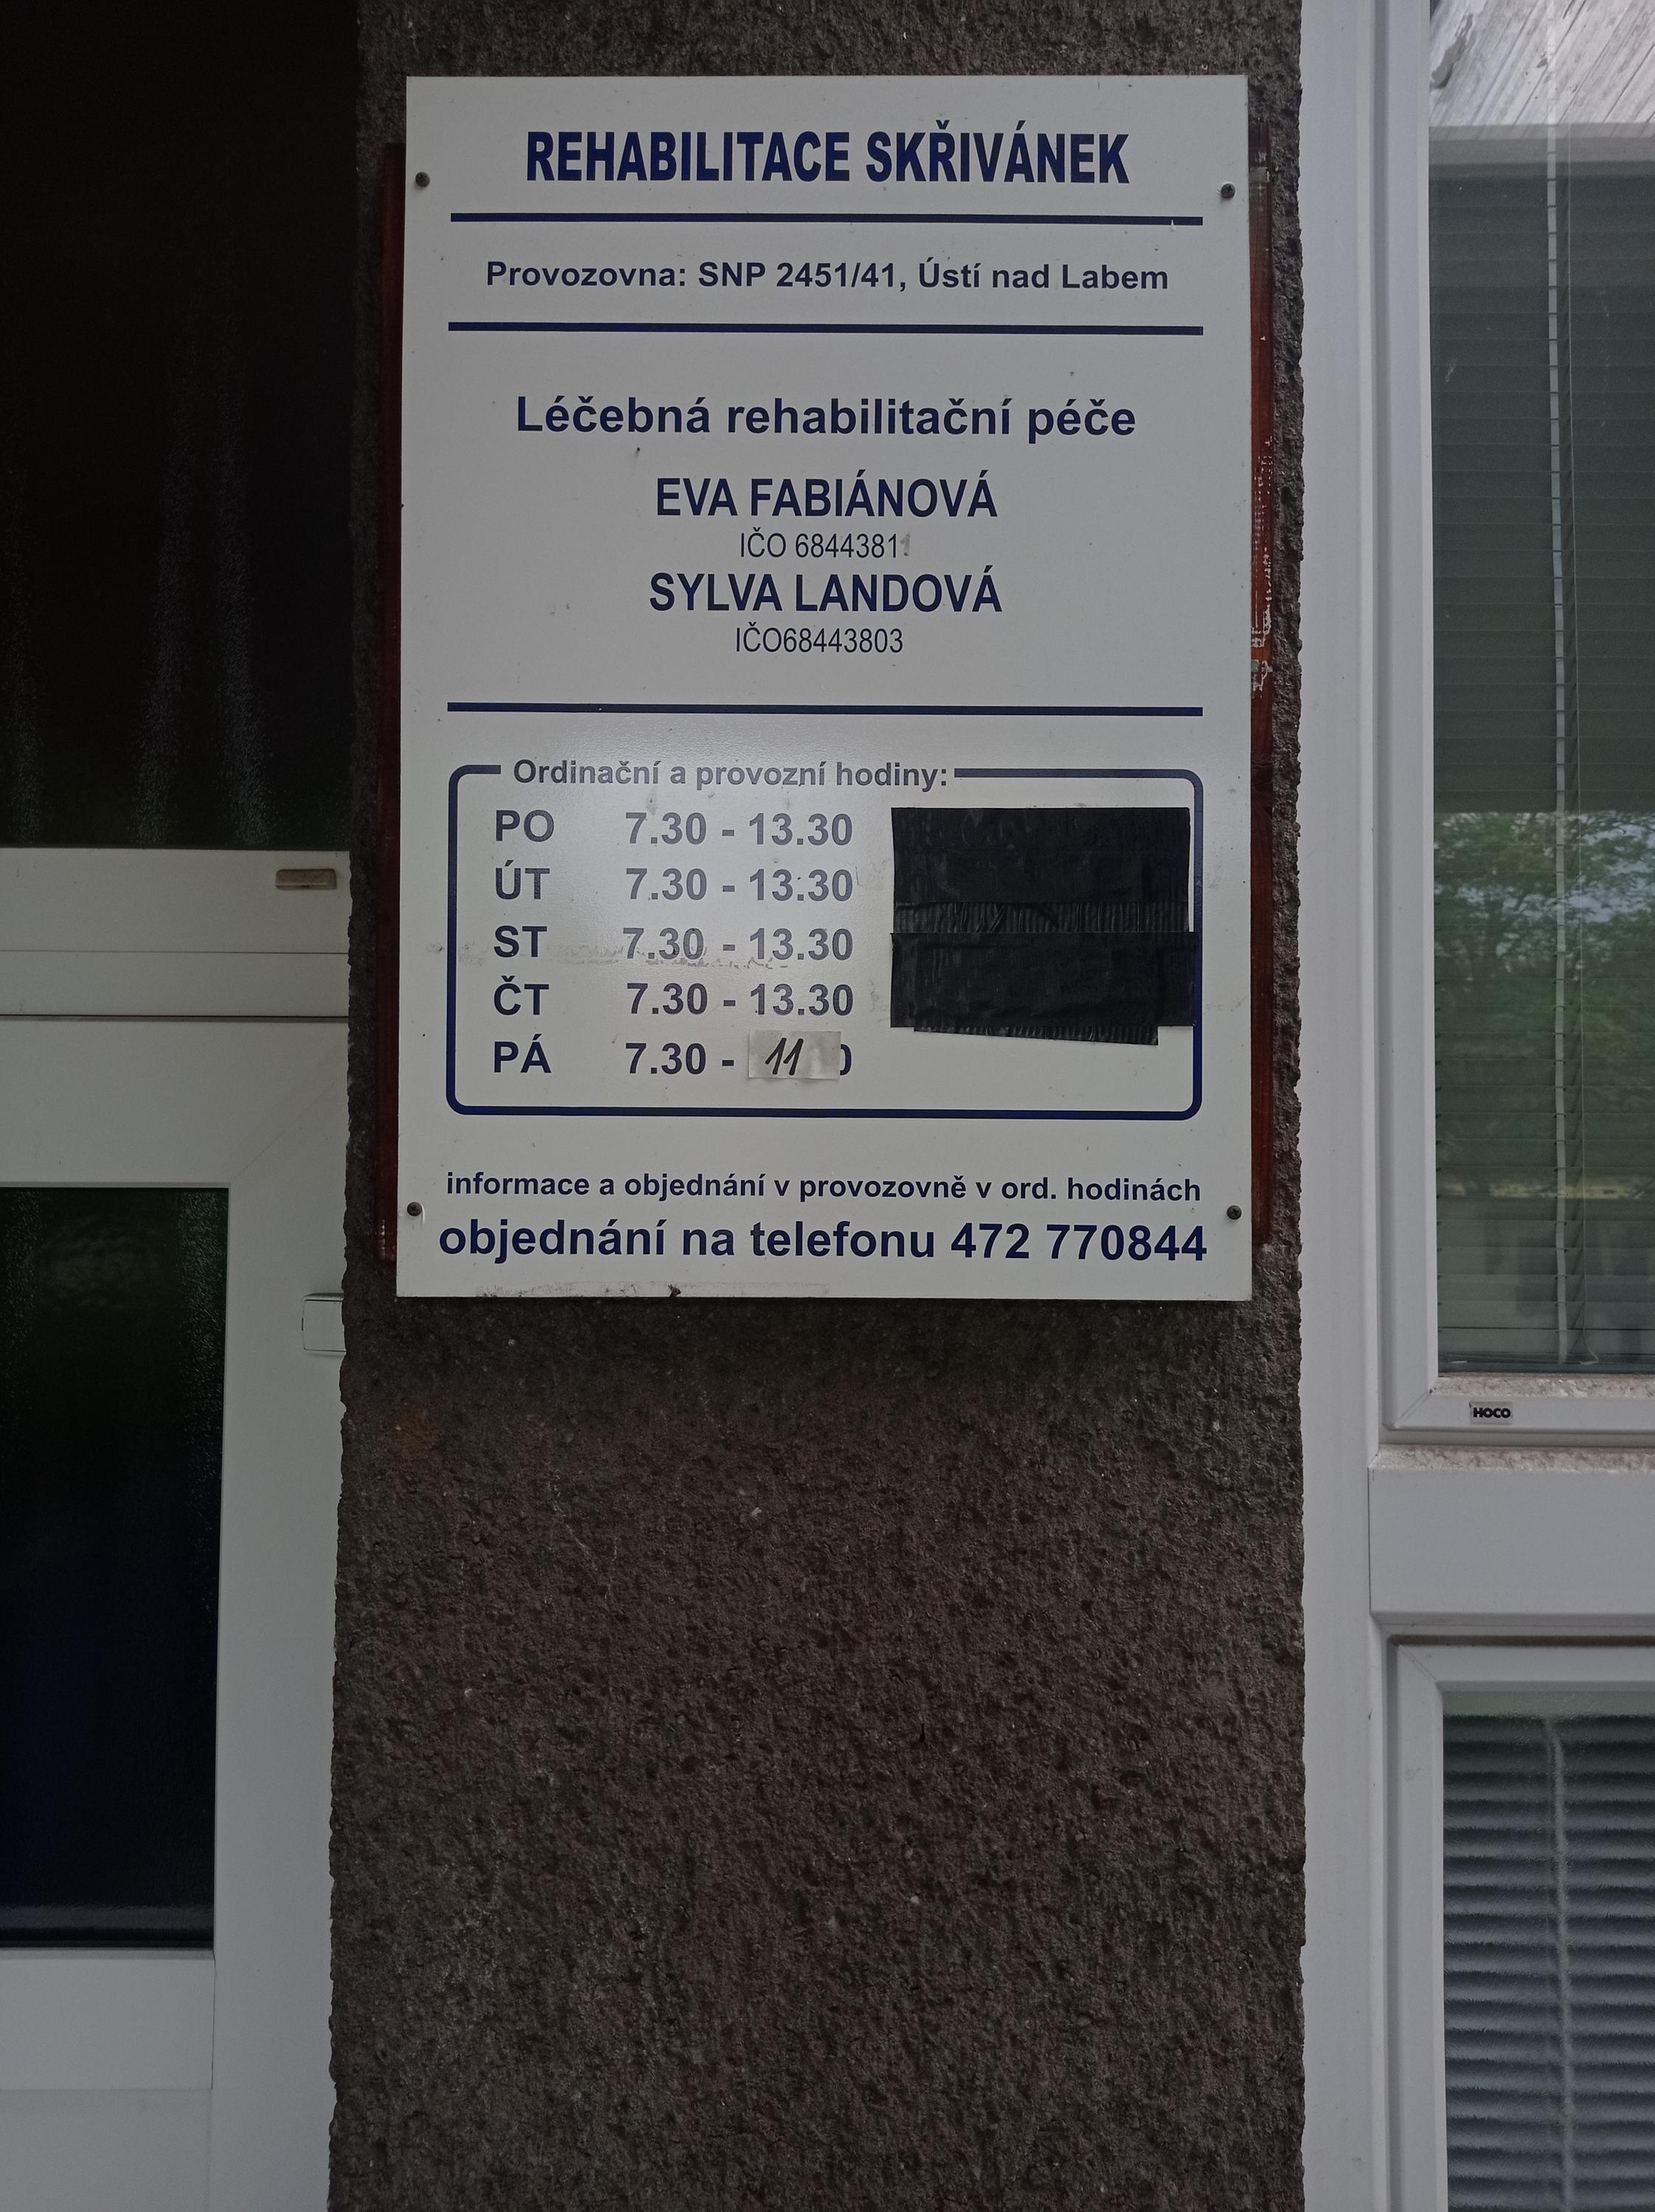 REHABILITACE SKŘIVÁNEK
Provozovna: SNP 2451/41, Ústí nad Labem
Léčebná rehabilitační péče
EVA FABIÁNOVÁ
IČO 6844381
SYLVA LANDOVÁ
IČO68443803
Ordinační a provozní hodiny:
PO 7.30 - 13.30
ÚT 7.30 - 13.30
ST 7.30 - 13.30
ČT 7.30 - 13.30
PÁ 7.30 - 11 0
informace a objednání v provozovně v ord. hodinách
objednání na telefonu 472 770844
HOCO